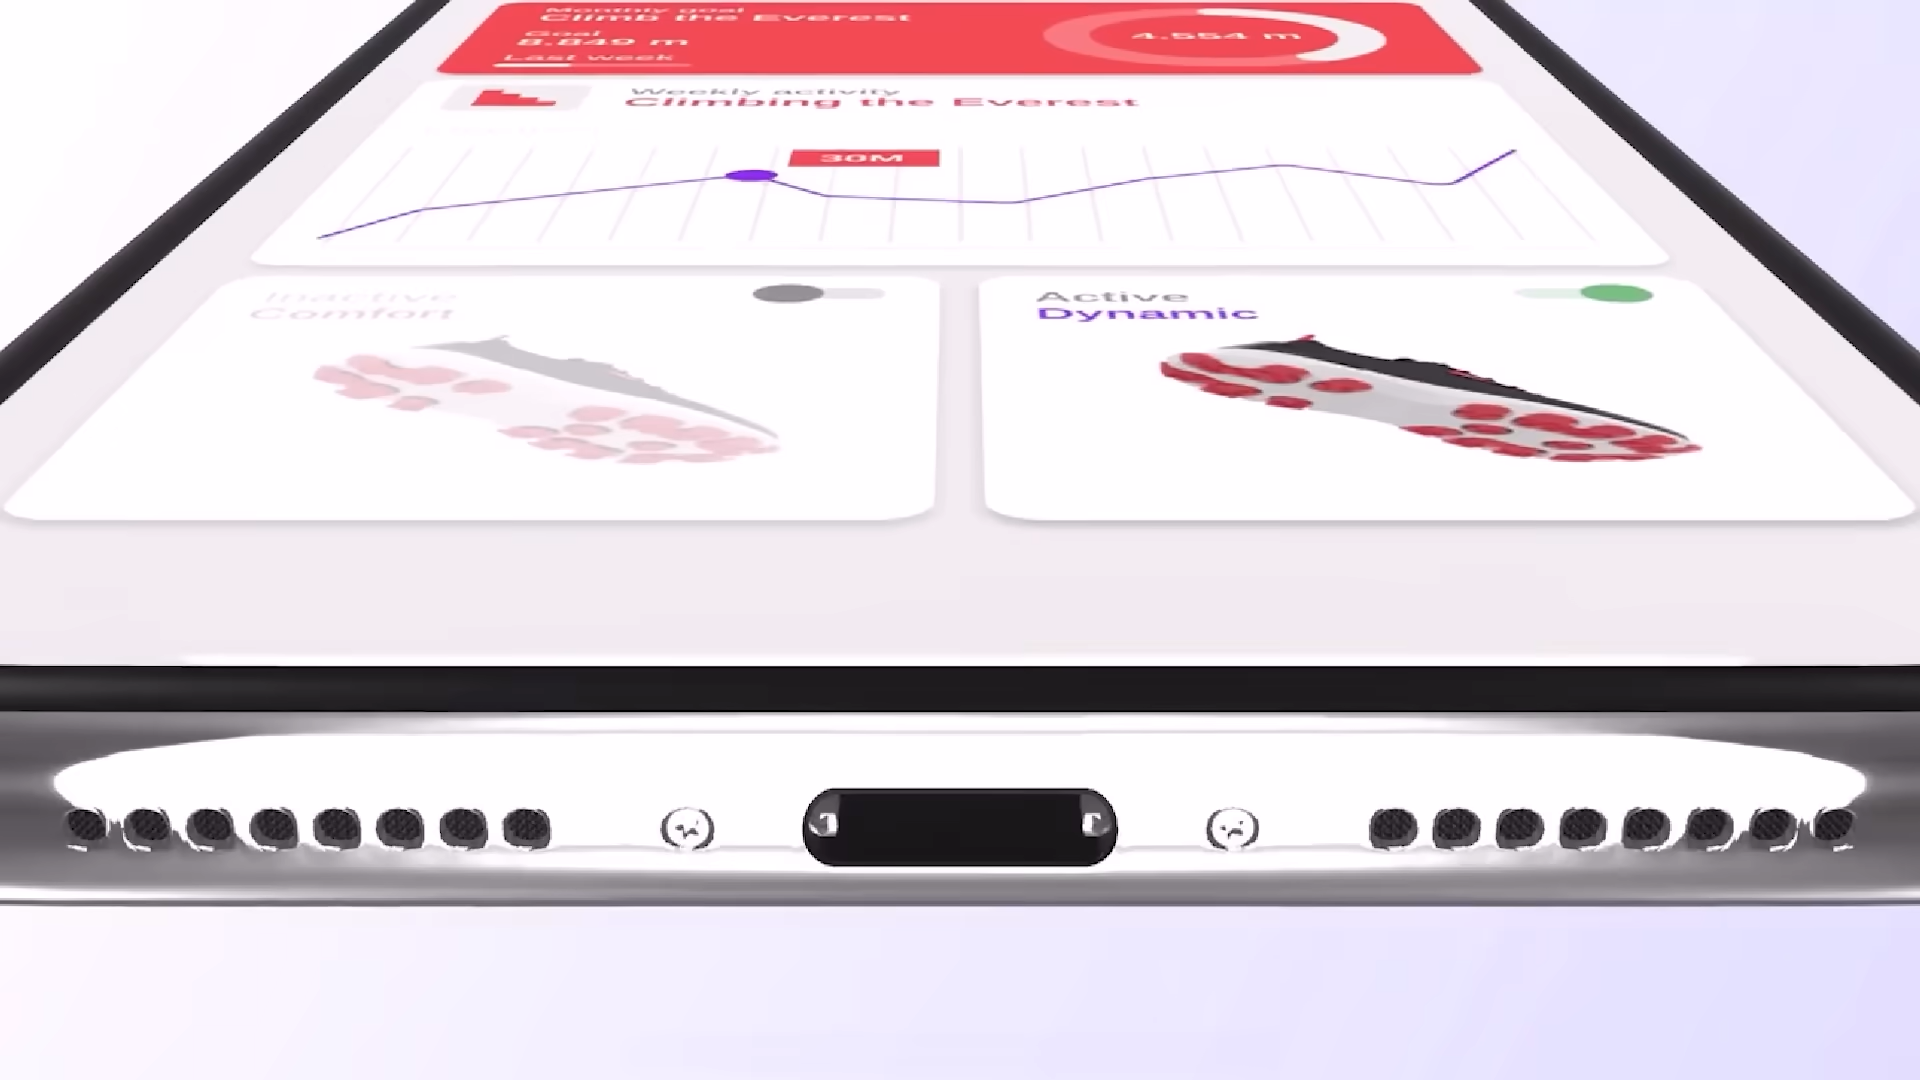 Monthly goal
Climb the Everest
Goal
8.849 m
Last week
4.554 m
Weekly activity
Climbing the Everest
30M
Inactive
Comfort
Active
Dynamic